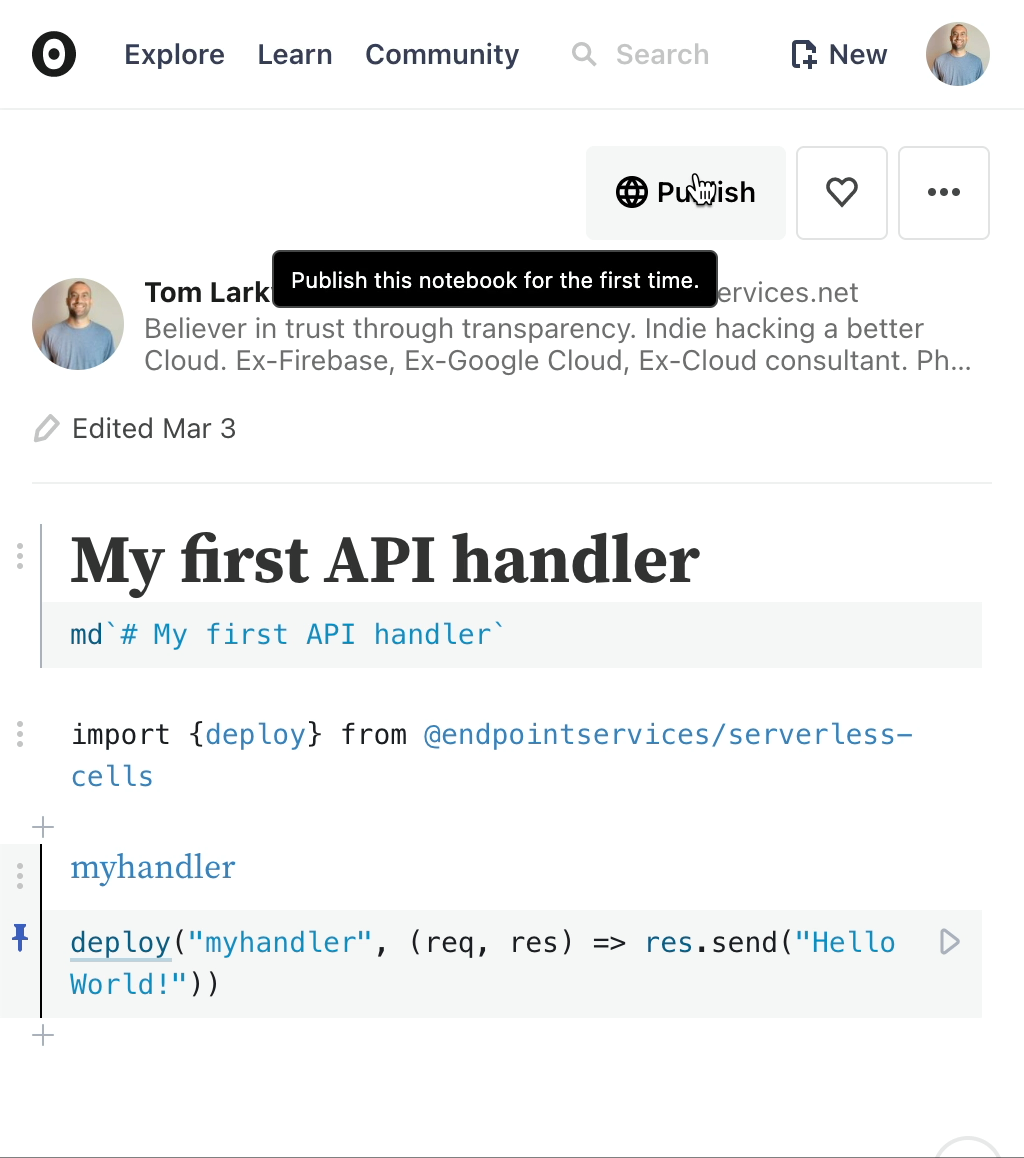 Explore Learn Community Search New
Publish
Publish this notebook for the first time.
Tom Lark ervices.net
Believer in trust through transparency. Indie hacking a better
Cloud. Ex-Firebase, Ex-Google Cloud, Ex-Cloud consultant. Ph...
Edited Mar 3
My first API handler
md`# My first API handler`
import {deploy} from @endpointservices/serverless-
cells
myhandler
deploy("myhandler", (req, res) => res.send("Hello
World!"))